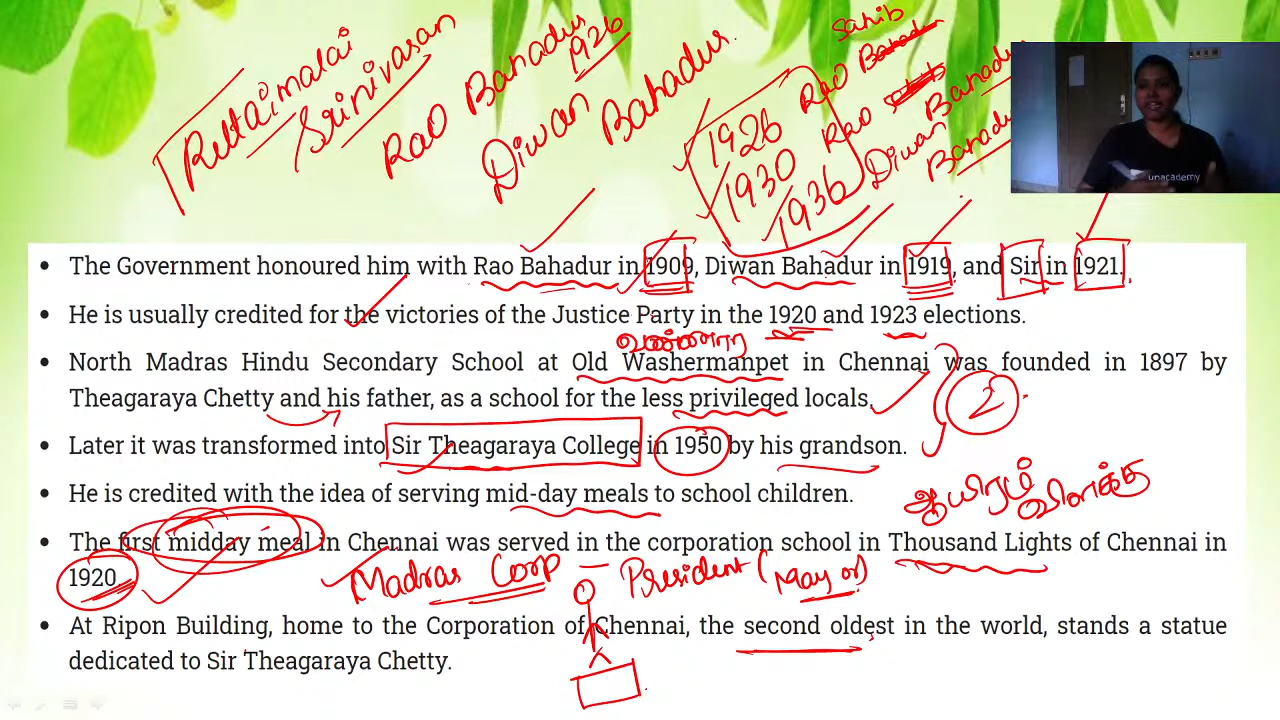 Rettaimalai
Srinivasan
Rao Bahadur
1926
Diwan Bahadur.
Sahib
1926 Rao
1930 Rao Bahadur
1936 Diwan Bahadur
unacademy
• The Government honoured him with Rao Bahadur in 1909, Diwan Bahadur in 1919, and Sir in 1921.
• He is usually credited for the victories of the Justice Party in the 1920 and 1923 elections.
• North Madras Hindu Secondary School at Old Washermanpet in Chennai was founded in 1897 by
Theagaraya Chetty and his father, as a school for the less privileged locals.
2
• Later it was transformed into Sir Theagaraya College in 1950 by his grandson.
• He is credited with the idea of serving mid-day meals to school children.
ஆயிரம்
விளக்கு
• The first midday meal in Chennai was served in the corporation school in Thousand Lights of Chennai in
1920.
Madras Corp – President (Mayor)
• At Ripon Building, home to the Corporation of Chennai, the second oldest in the world, stands a statue
dedicated to Sir Theagaraya Chetty.